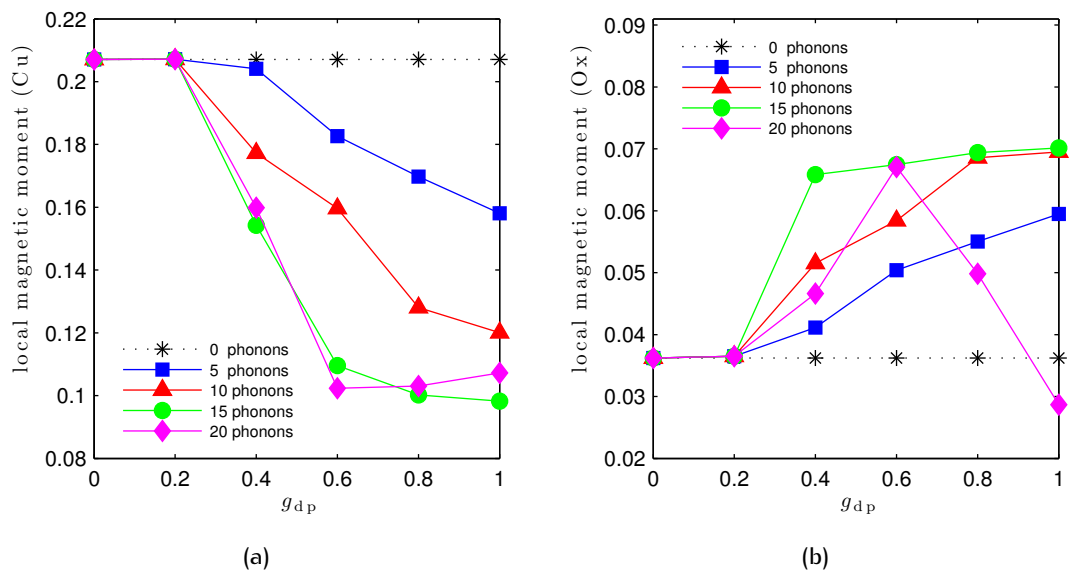 0.22
0.2
0.18
0.16
0.14
0.12
0.1
0.08
local magnetic moment (Cu)
0 phonons
5 phonons
10 phonons
15 phonons
20 phonons
0 0.2 0.4 0.6 0.8 1
g_dp
(a)
0.09
0.08
0.07
0.06
0.05
0.04
0.03
0.02
local magnetic moment (Ox)
0 phonons
5 phonons
10 phonons
15 phonons
20 phonons
0 0.2 0.4 0.6 0.8 1
g_dp
(b)